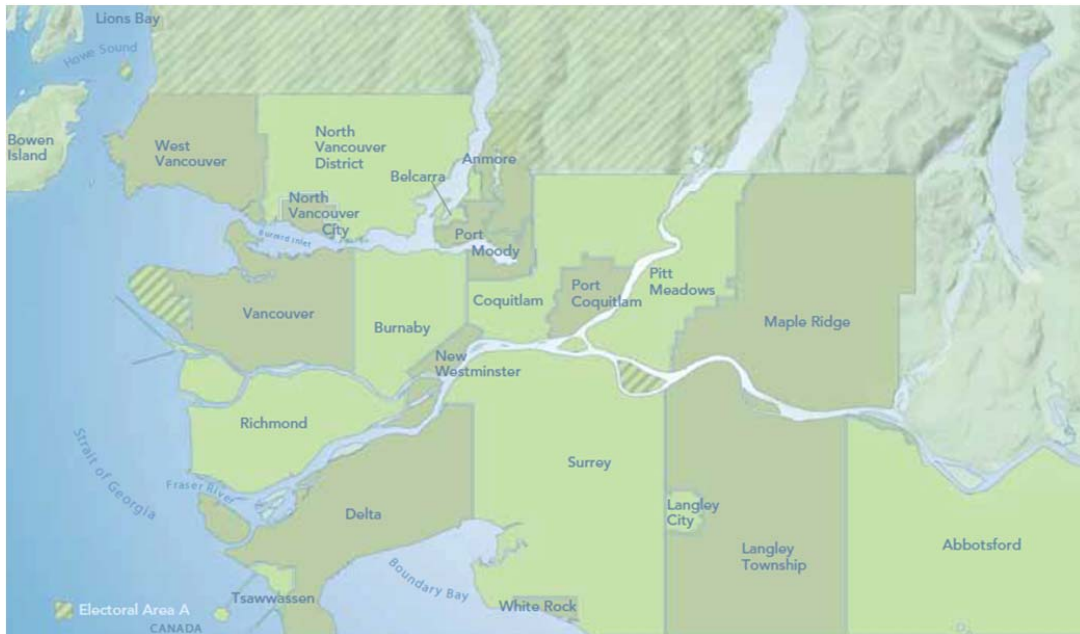 Lions Bay
Howe Sound
Bowen
Island
West
Vancouver
North
Vancouver
District
Anmore
Belcarra
North
Vancouver
City
Burrard Inlet
Port
Moody
Vancouver
Burnaby
Coquitlam
Port
Coquitlam
Pitt
Meadows
Maple Ridge
New
Westminster
Richmond
Strait of Georgia
Fraser River
Surrey
Delta
Langley
City
Langley
Township
Abbotsford
Boundary Bay
Tsawwassen
White Rock
Electoral Area A
CANADA